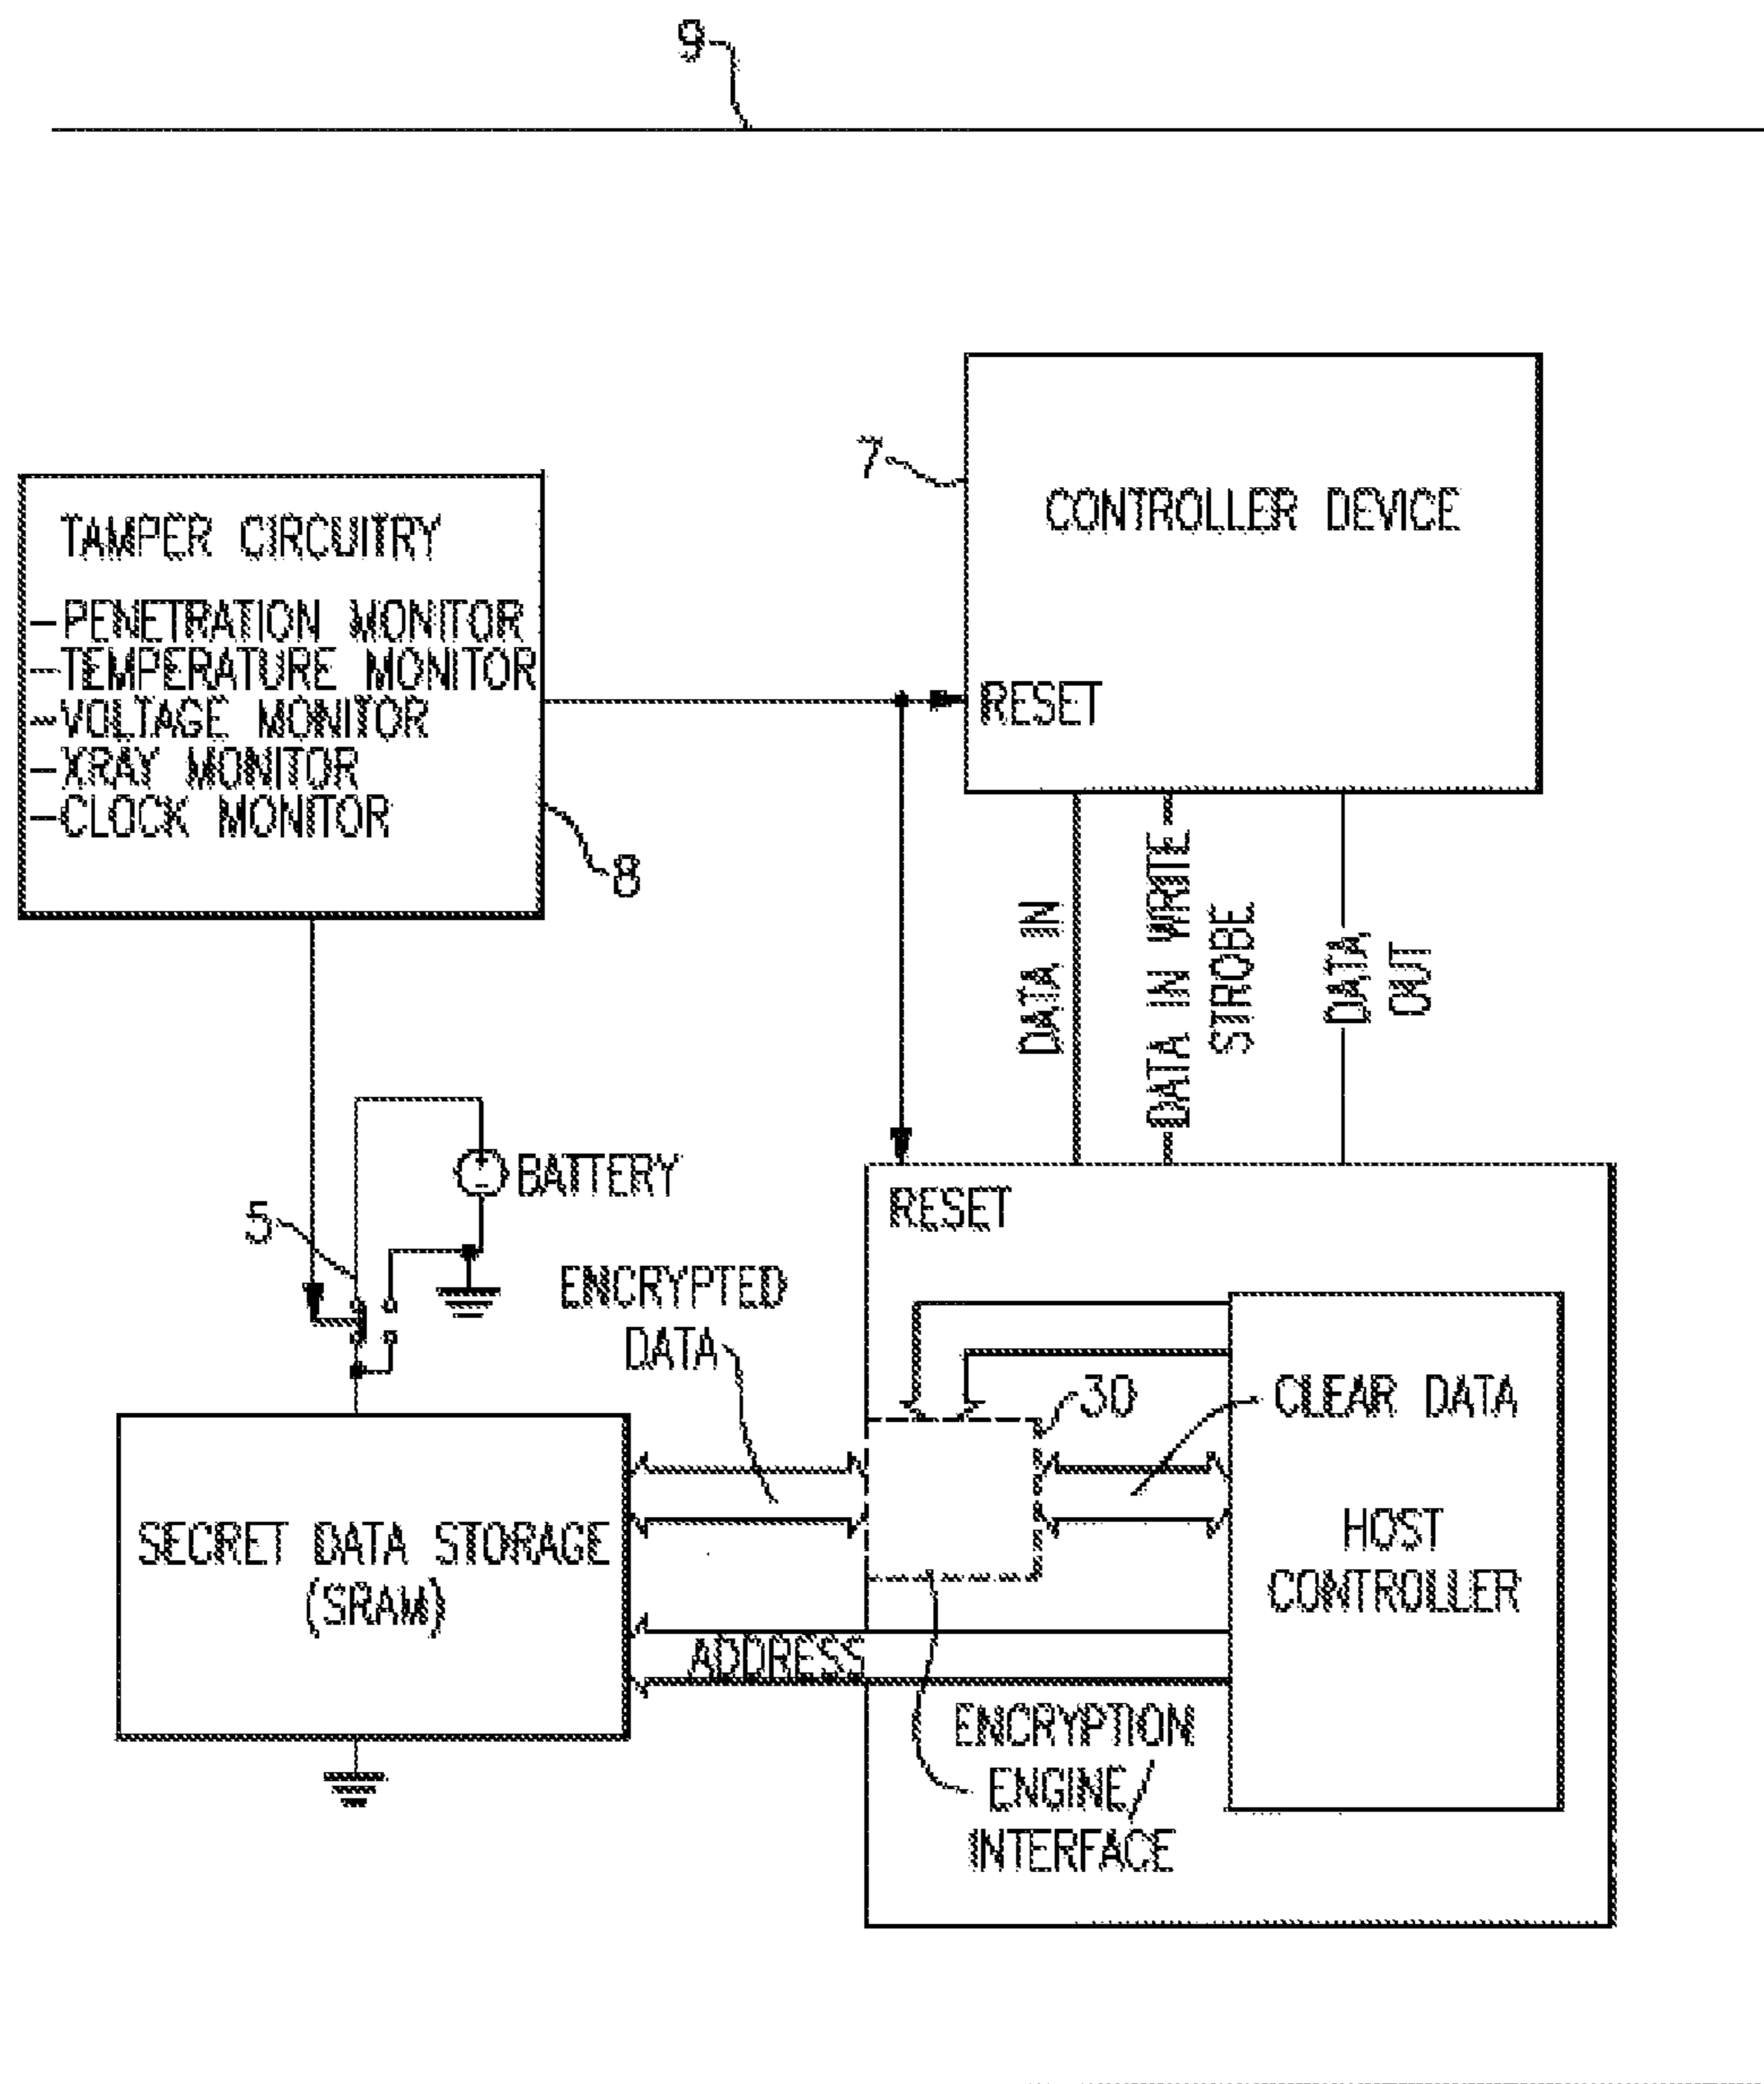 9
7
CONTROLLER DEVICE
TAMPER CIRCUITRY
-PENETRATION MONITOR
-TEMPERATURE MONITOR
-VOLTAGE MONITOR
-XRAY MONITOR
-CLOCK MONITOR
RESET
8
DATA IN
DATA IN WRITE
STROBE
DATA
OUT
BATTERY
5
RESET
ENCRYPTED
DATA
30
CLEAR DATA
SECRET DATA STORAGE
(SRAM)
HOST
CONTROLLER
ADDRESS
ENCRYPTION
ENGINE/
INTERFACE